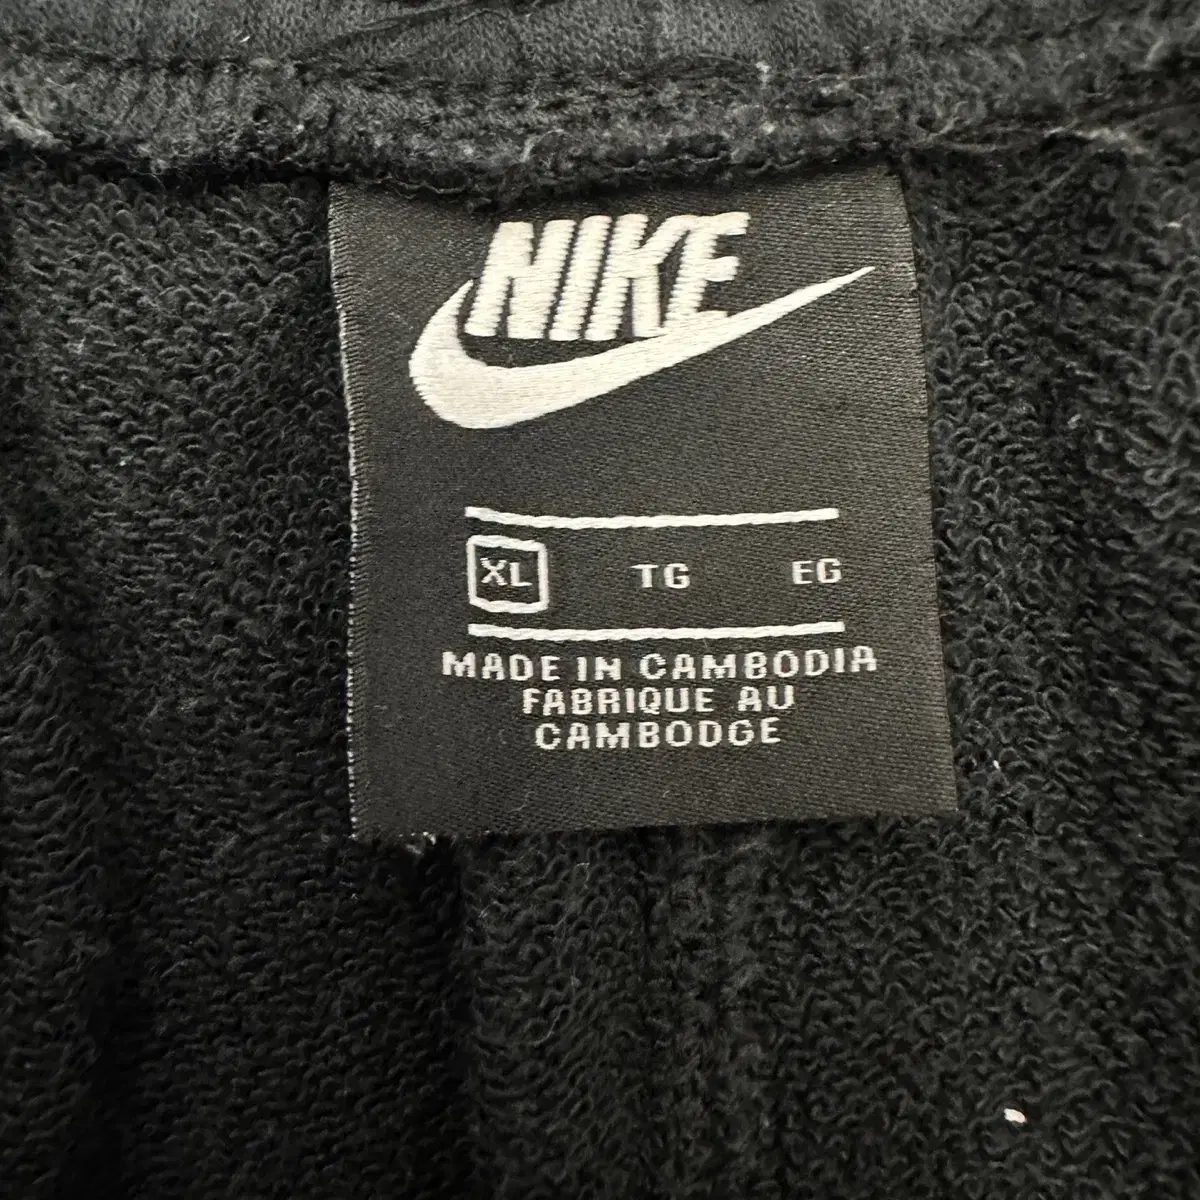 NIKE
XL TG EG
MADE IN CAMBODIA
FABRIQUE AU
CAMBODGE